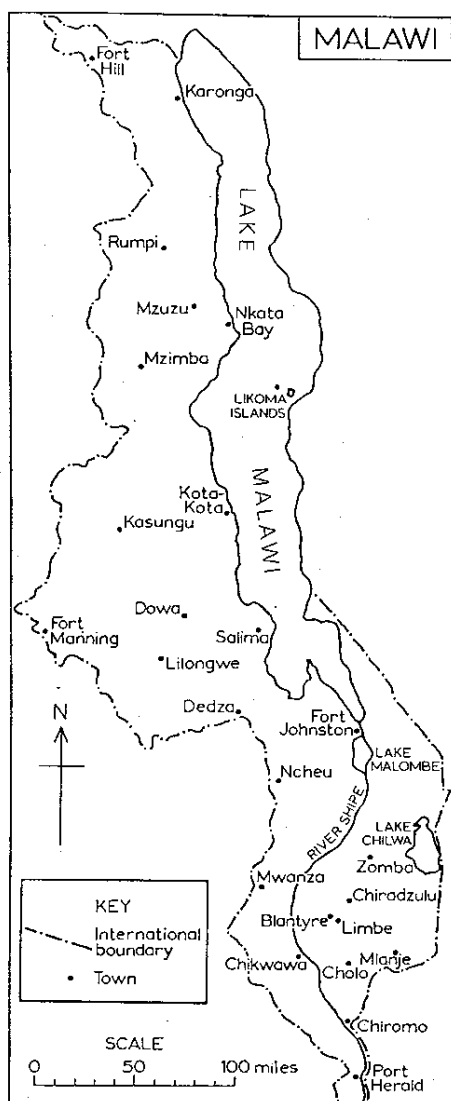 MALAWI
Fort
Hill
Karonga
LAKE
Rumpi
Mzuzu
Nkata
Bay
Mzimba
LIKOMA
ISLANDS
MALAWI
Kota-
Kota
Kasungu
Dowa
Fort
Manning
Salima
Lilongwe
N
Dedza
Fort
Johnston
LAKE
MALOMBE
Ncheu
RIVER SHIPE
LAKE
CHILWA
Zomba
Mwanza
Chiradzulu
Blantyre
Limbe
Chikwawa
Cholo
Mlanje
KEY
International
boundary
Town
Chiromo
SCALE
0 50 100 miles
Port
Herald